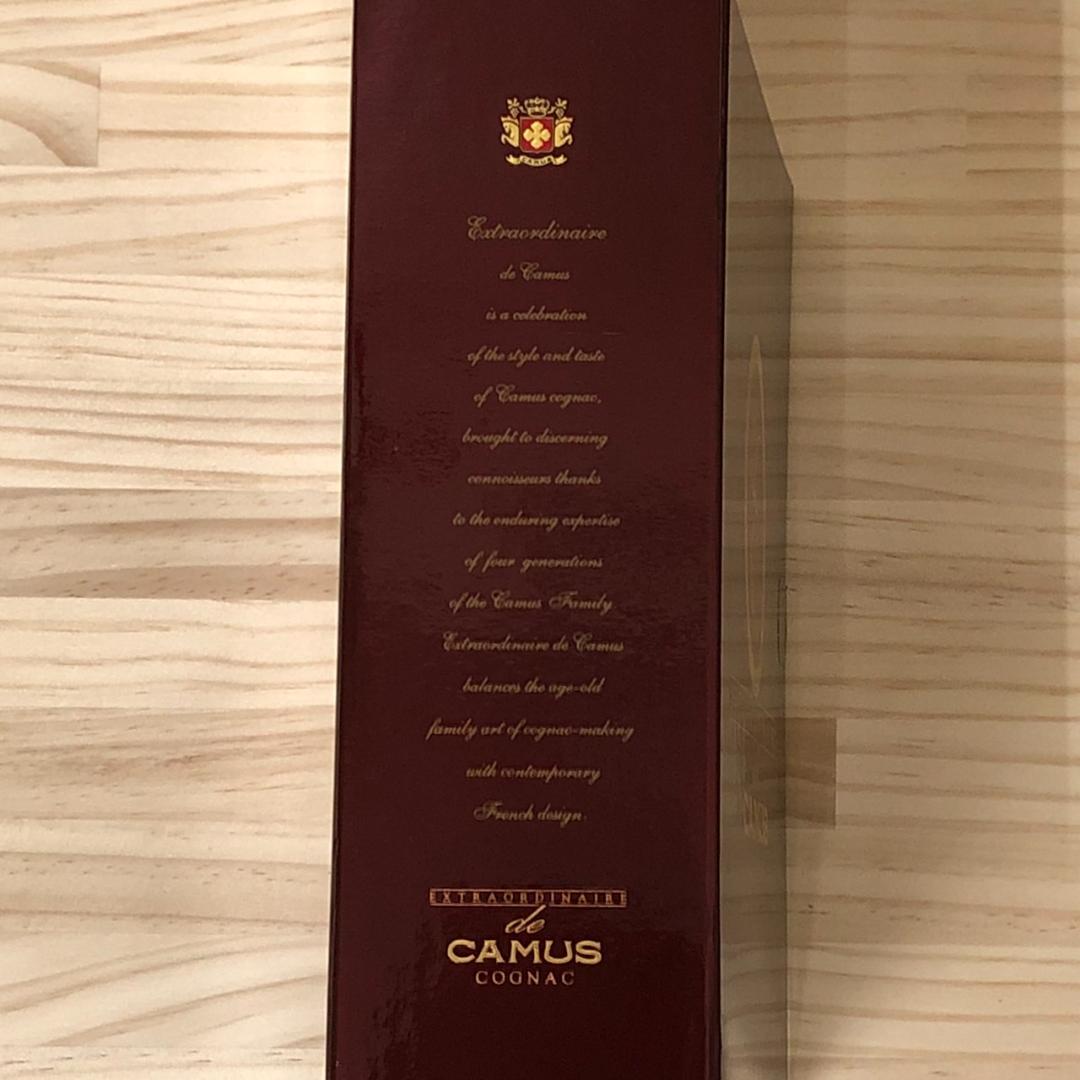 CAMUS
Extraordinaire
de Camus
is a celebration
of the style and taste
of Camus cognac,
brought to discerning
connoisseurs thanks
to the enduring expertise
of four generations
of the Camus Family
Extraordinaire de Camus
balances the age-old
family art of cognac-making
with contemporary
French design.
EXTRAORDINAIRE
de
CAMUS
COGNAC